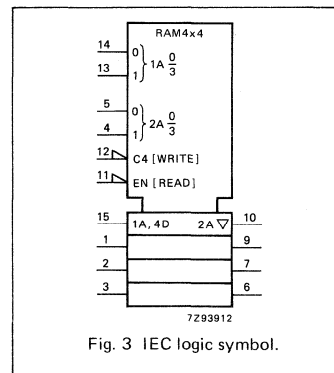 RAM4x4
14 0
1A 0/3
13 1
5 0
2A 0/3
4 1
12 C4 [WRITE]
11 EN [READ]
15 1A, 4D 2A ▽ 10
1 9
2 7
3 6
7Z93912
Fig. 3 IEC logic symbol.